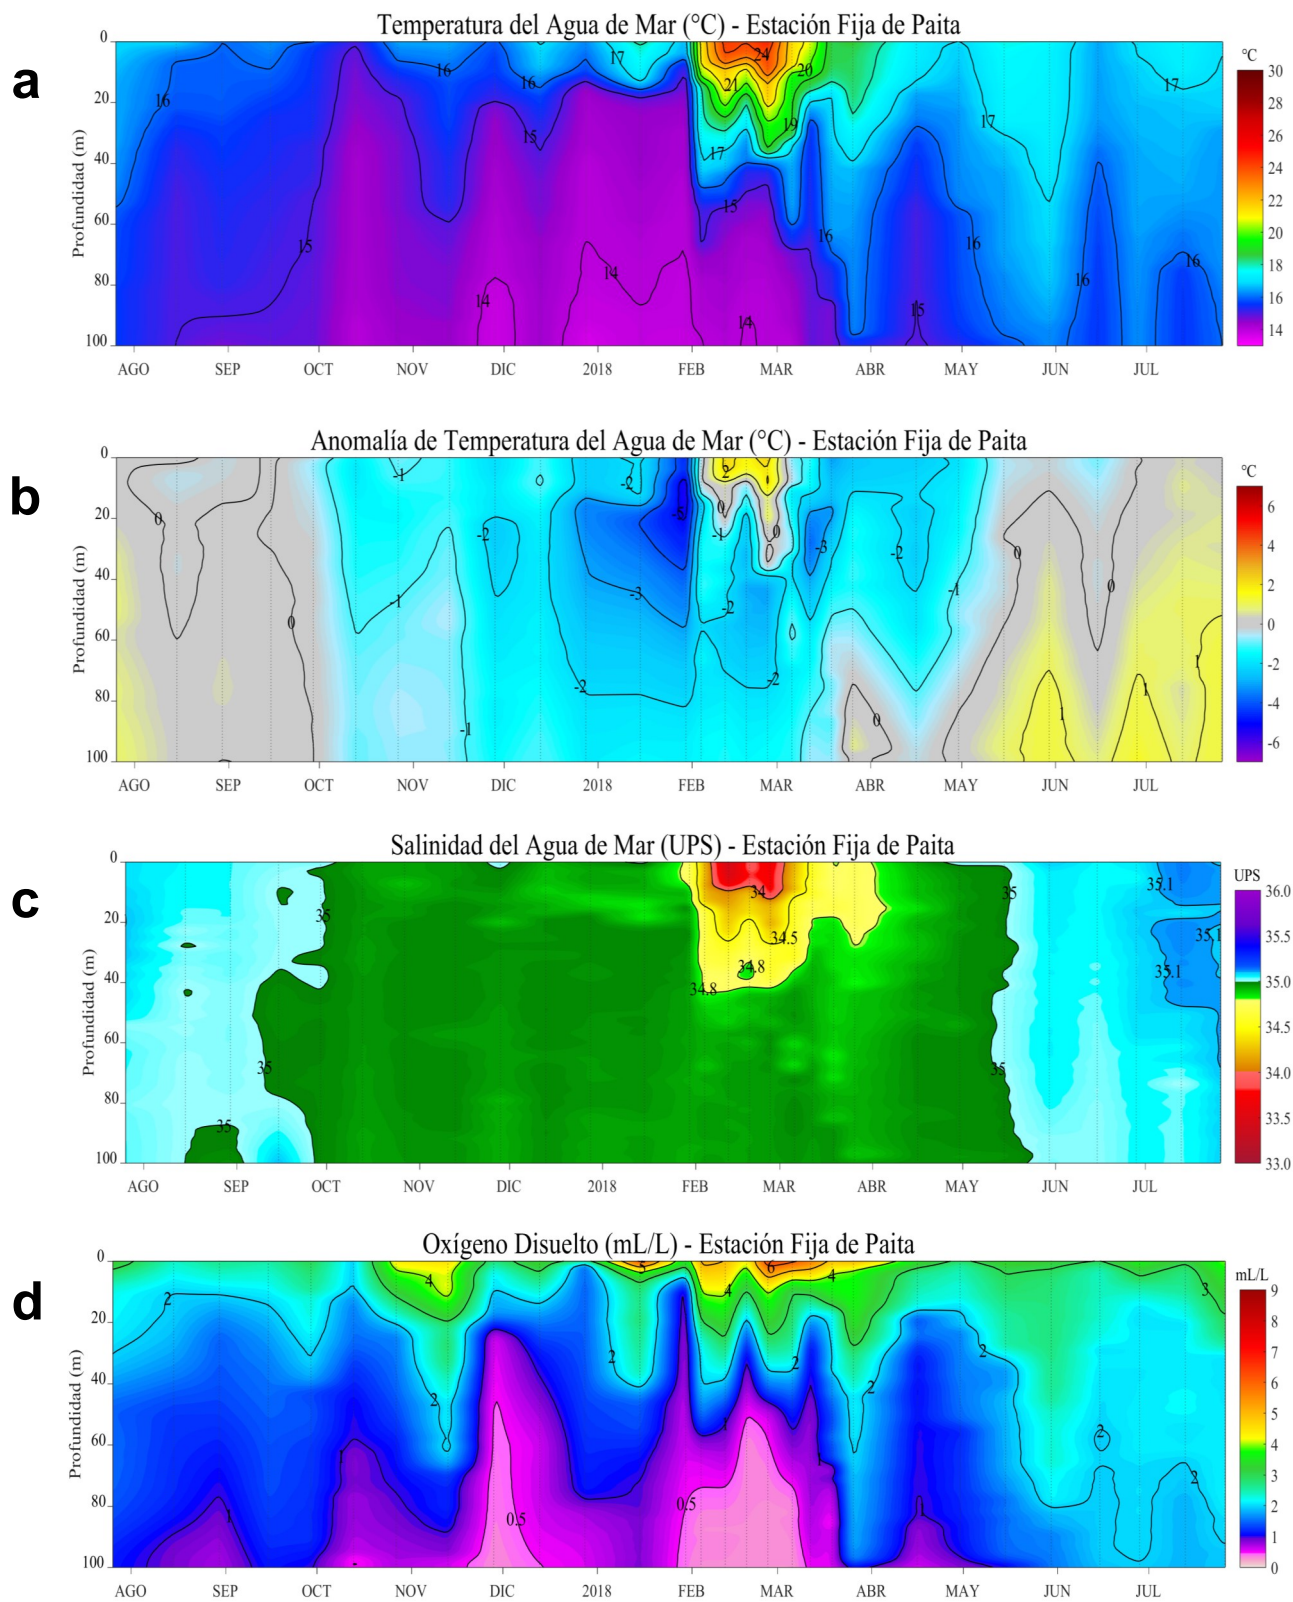 a
Temperatura del Agua de Mar (°C) - Estación Fija de Paita
Profundidad (m)
0
20
40
60
80
100
16 16 16 17 24 21 20 19 17 17 17
15 15 15 14 14 14 16 16 16 15 16
AGO SEP OCT NOV DIC 2018 FEB MAR ABR MAY JUN JUL
°C
30
28
26
24
22
20
18
16
14
b
Anomalía de Temperatura del Agua de Mar (°C) - Estación Fija de Paita
Profundidad (m)
0
20
40
60
80
100
0 0 -1 -1 -1 -2 -2 -2 -3 -5 2 0 0 -1 -2 -2 -3 -2 -1 0 0 0 1 1 1
AGO SEP OCT NOV DIC 2018 FEB MAR ABR MAY JUN JUL
°C
6
4
2
0
-2
-4
-6
c
Salinidad del Agua de Mar (UPS) - Estación Fija de Paita
Profundidad (m)
0
20
40
60
80
100
35 35 35 34 34.5 34.8 34.8 35 35 35.1 35.1 35.1
AGO SEP OCT NOV DIC 2018 FEB MAR ABR MAY JUN JUL
UPS
36.0
35.5
35.0
34.5
34.0
33.5
33.0
d
Oxígeno Disuelto (mL/L) - Estación Fija de Paita
Profundidad (m)
0
20
40
60
80
100
2 1 1 4 2 0.5 5 2 0.5 4 6 4 2 1 1 2 1 2 2 2 3
AGO SEP OCT NOV DIC 2018 FEB MAR ABR MAY JUN JUL
mL/L
9
8
7
6
5
4
3
2
1
0